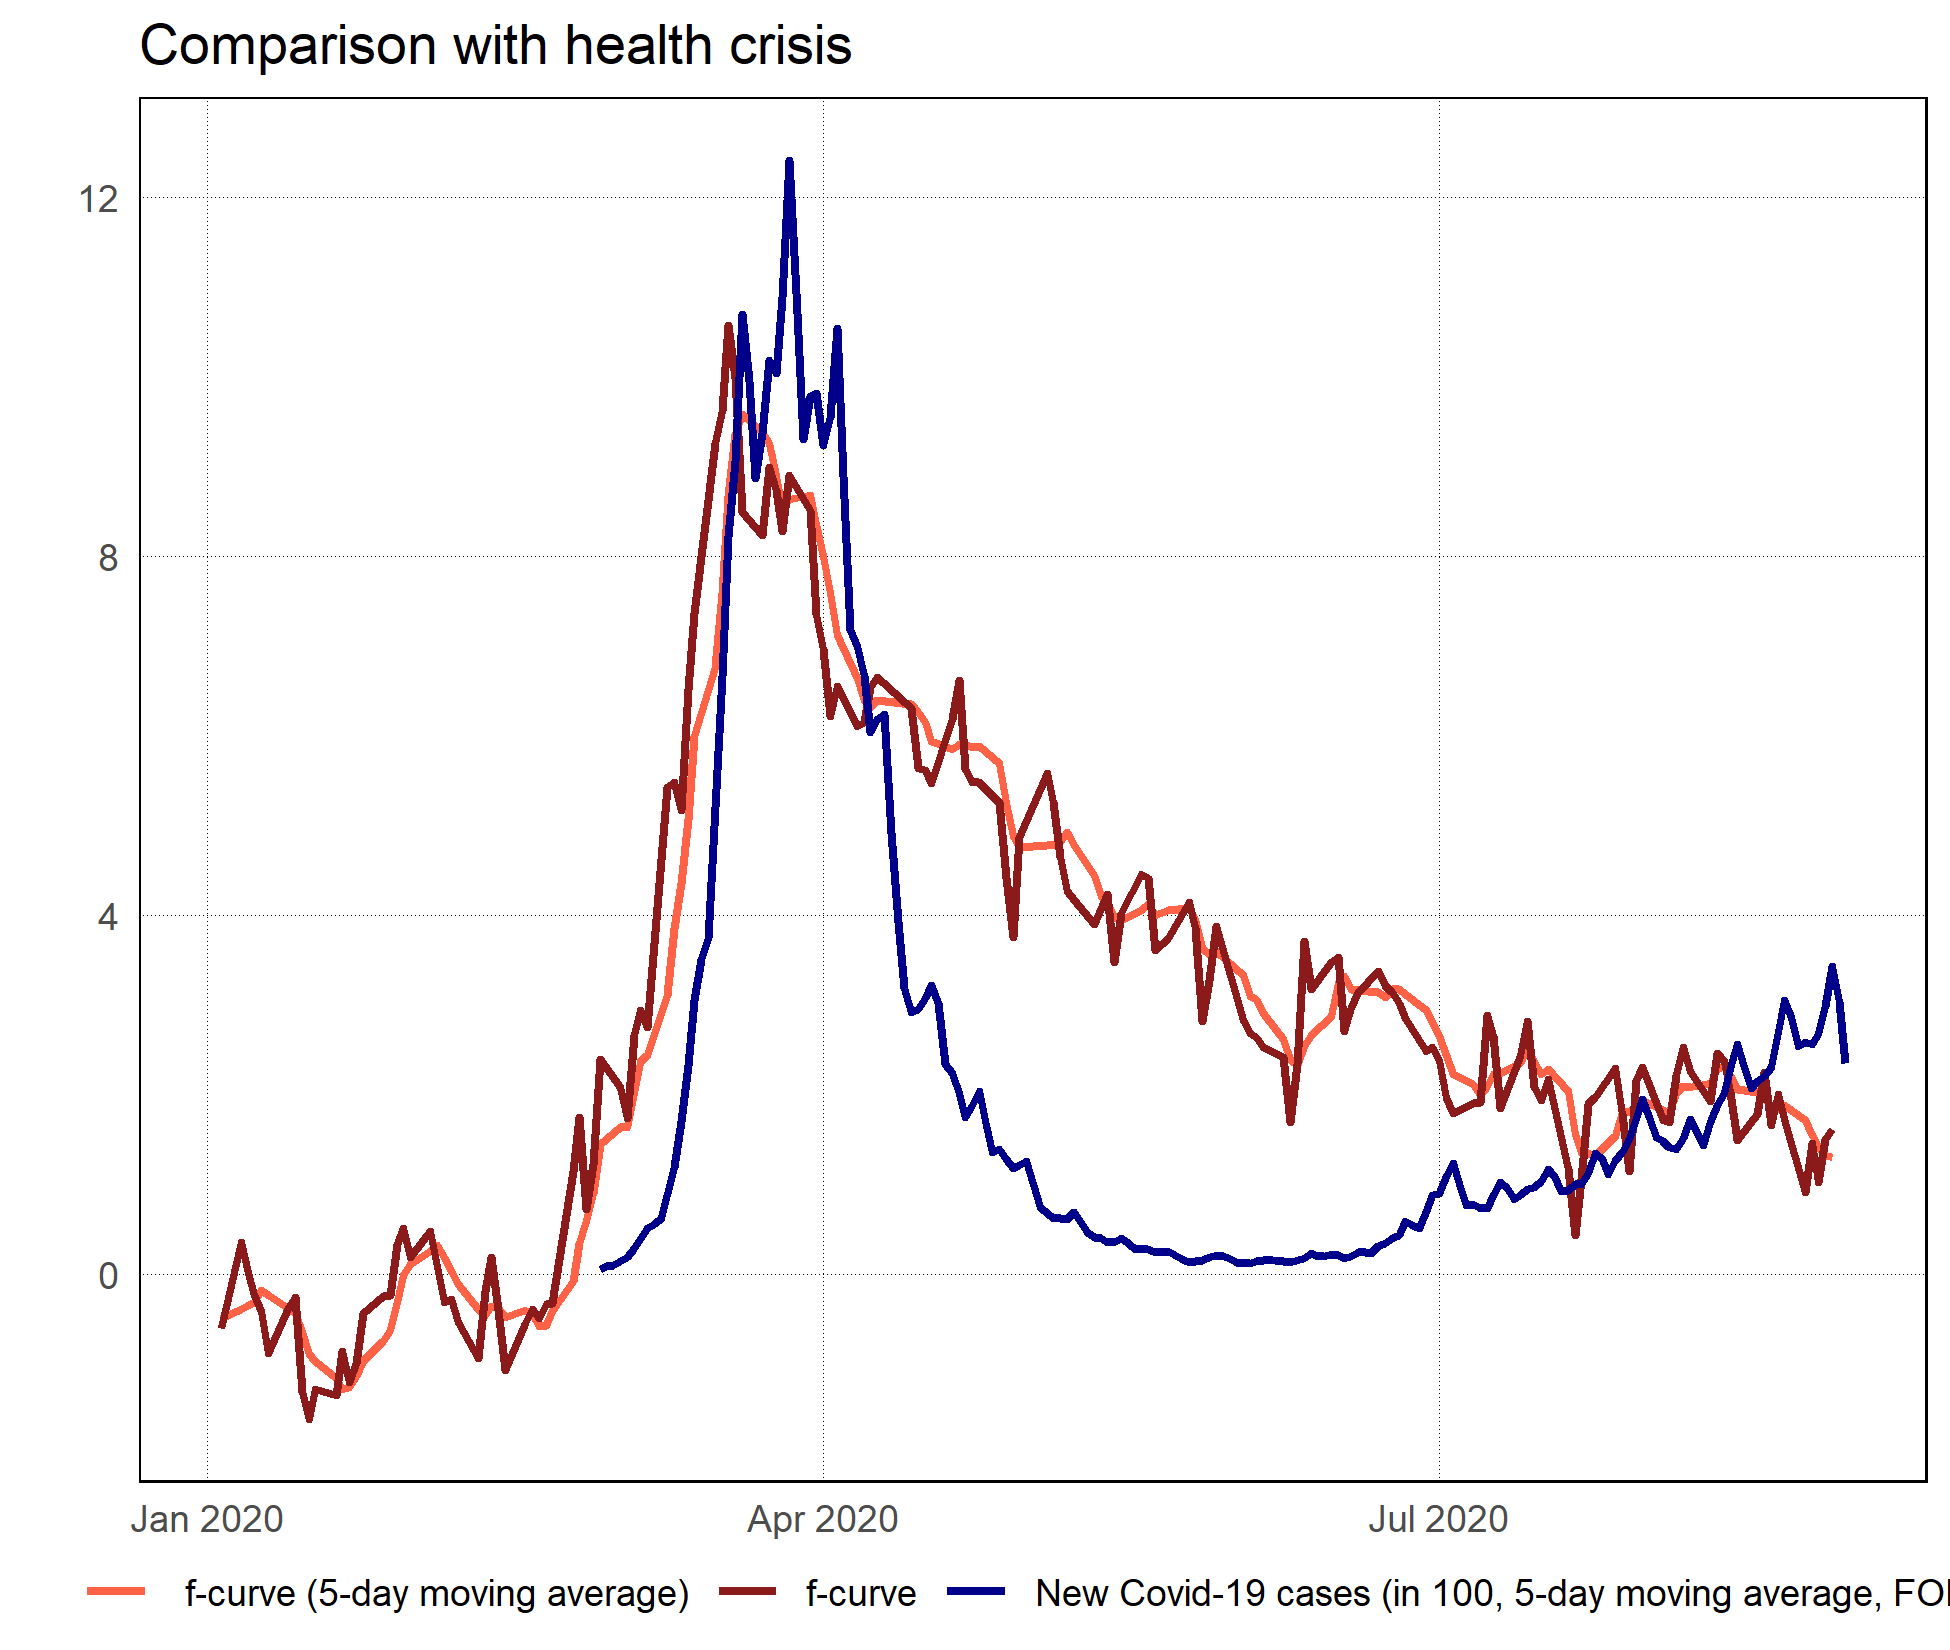 Comparison with health crisis
12
8
4
0
Jan 2020 Apr 2020 Jul 2020
f-curve (5-day moving average) f-curve New Covid-19 cases (in 100, 5-day moving average,